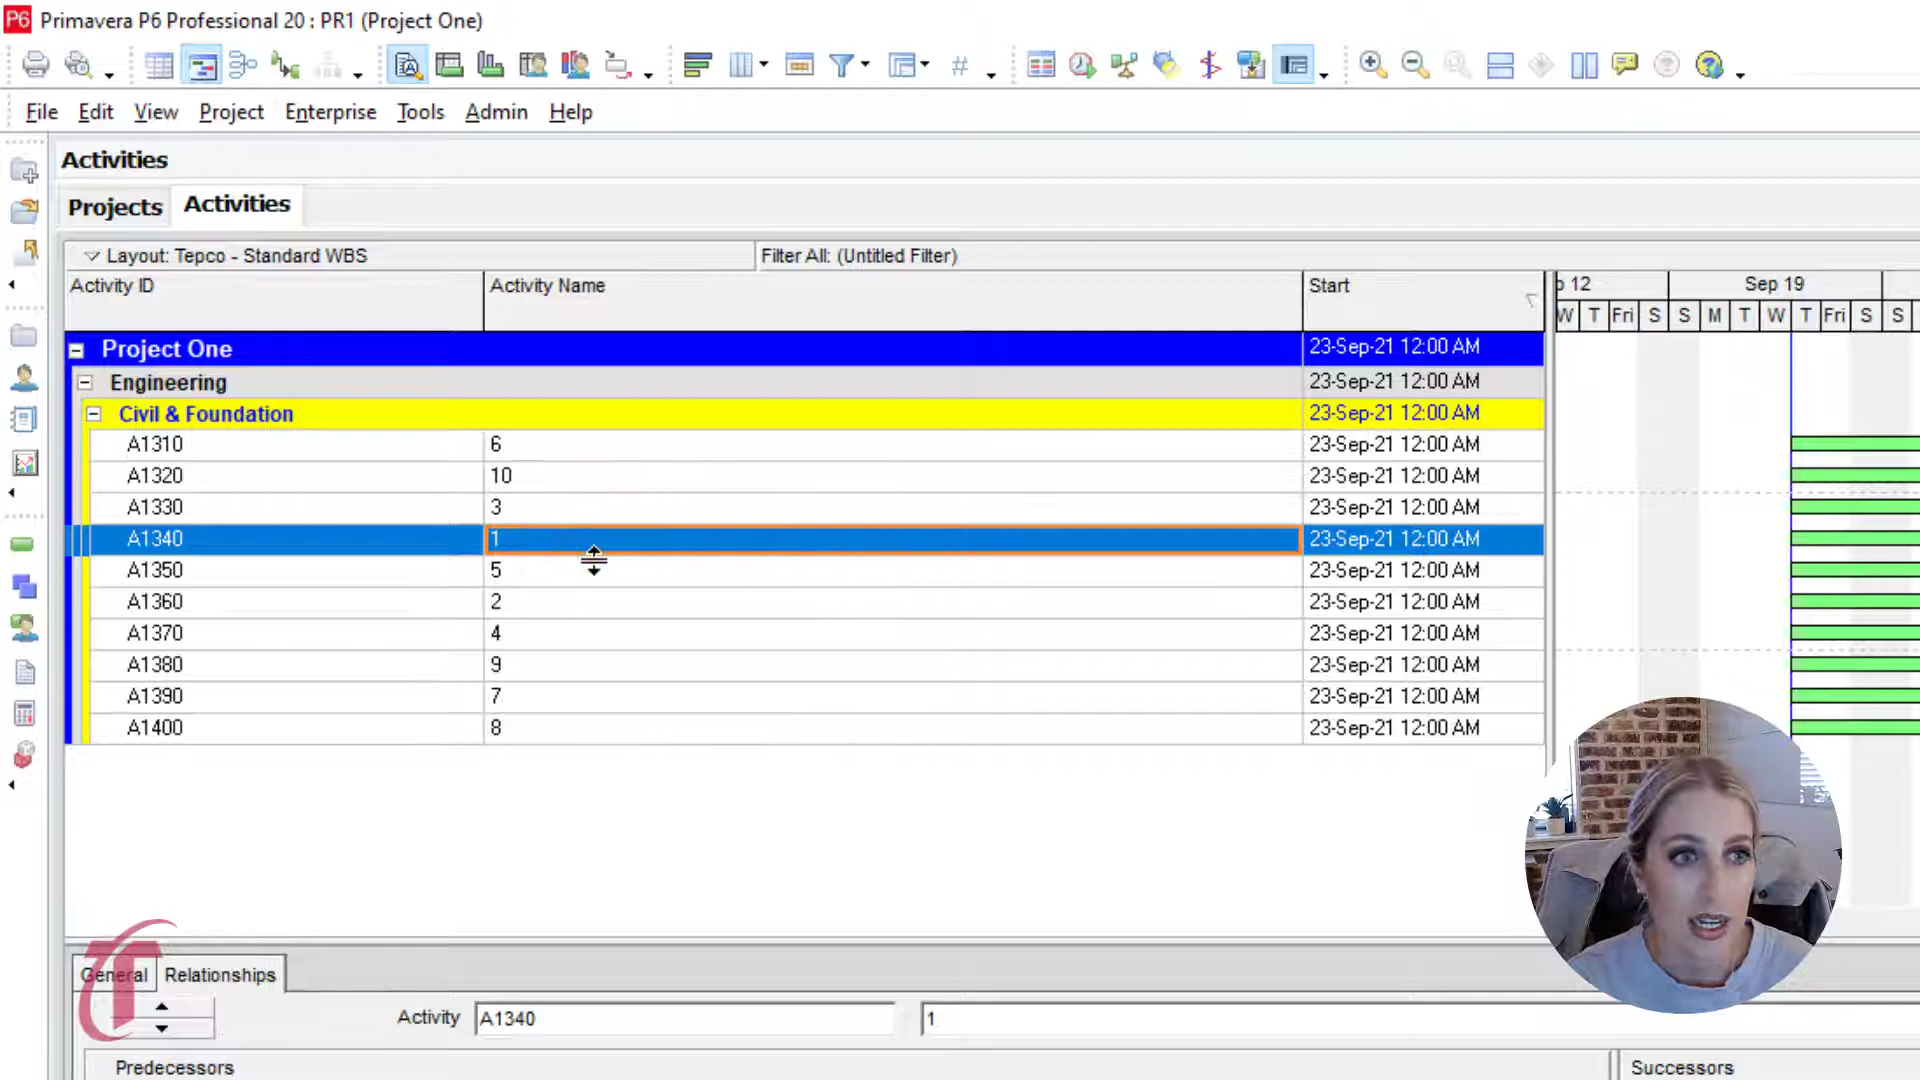 P6 Primavera P6 Professional 20 : PR1 (Project One)
File Edit View Project Enterprise Tools Admin Help
Activities
Projects Activities
Layout: Tepco - Standard WBS Filter All: (Untitled Filter)
Activity ID Activity Name Start 12 Sep 19
W T Fri S S M T W T Fri S S
Project One 23-Sep-21 12:00 AM
Engineering 23-Sep-21 12:00 AM
Civil & Foundation 23-Sep-21 12:00 AM
A1310 6 23-Sep-21 12:00 AM
A1320 10 23-Sep-21 12:00 AM
A1330 3 23-Sep-21 12:00 AM
A1340 1 23-Sep-21 12:00 AM
A1350 5 23-Sep-21 12:00 AM
A1360 2 23-Sep-21 12:00 AM
A1370 4 23-Sep-21 12:00 AM
A1380 9 23-Sep-21 12:00 AM
A1390 7 23-Sep-21 12:00 AM
A1400 8 23-Sep-21 12:00 AM
General Relationships
Activity A1340 1
Predecessors Successors